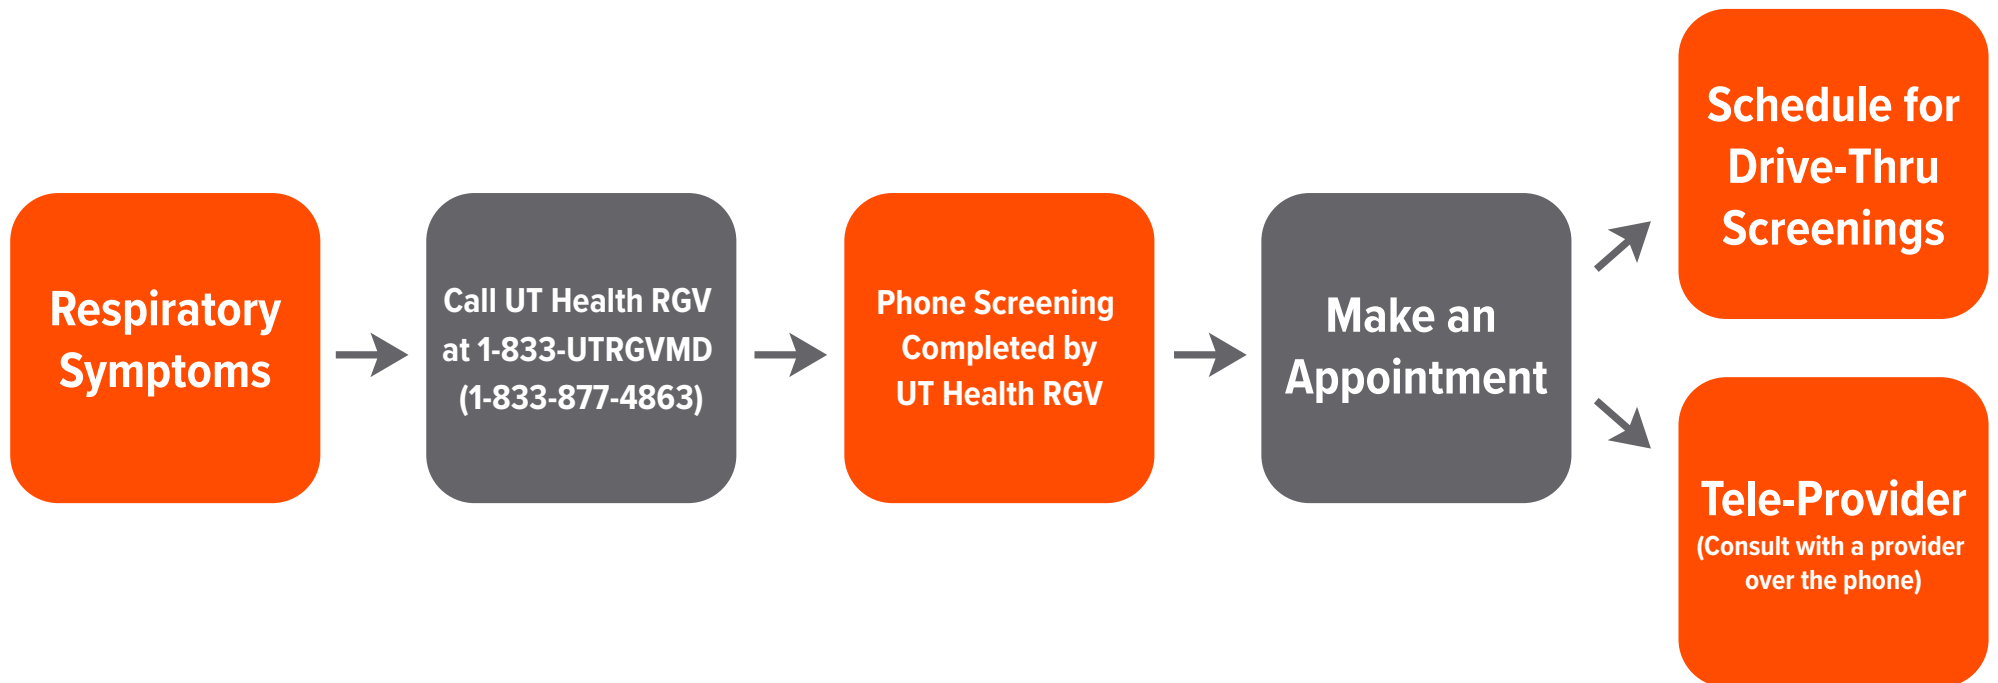 Respiratory
Symptoms
Call UT Health RGV
at 1-833-UTRGVMD
(1-833-877-4863)
Phone Screening
Completed by
UT Health RGV
Make an
Appointment
Schedule for
Drive-Thru
Screenings
Tele-Provider
(Consult with a provider
over the phone)